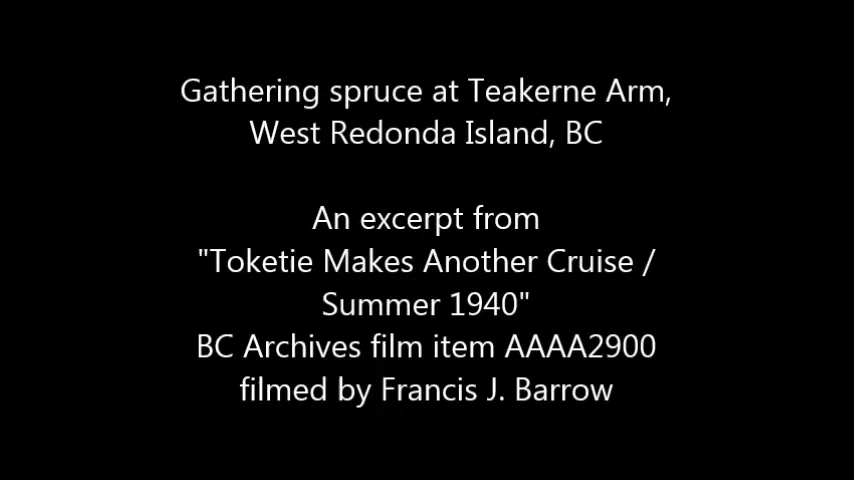 Gathering spruce at Teakerne Arm,
West Redonda Island, BC
An excerpt from
"Toketie Makes Another Cruise /
Summer 1940"
BC Archives film item AAAA2900
filmed by Francis J. Barrow